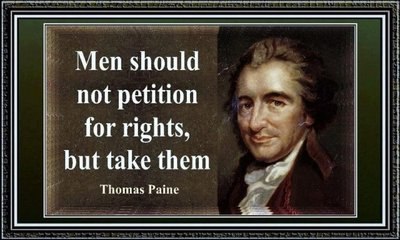 Men should
not petition
for rights,
but take them
Thomas Paine